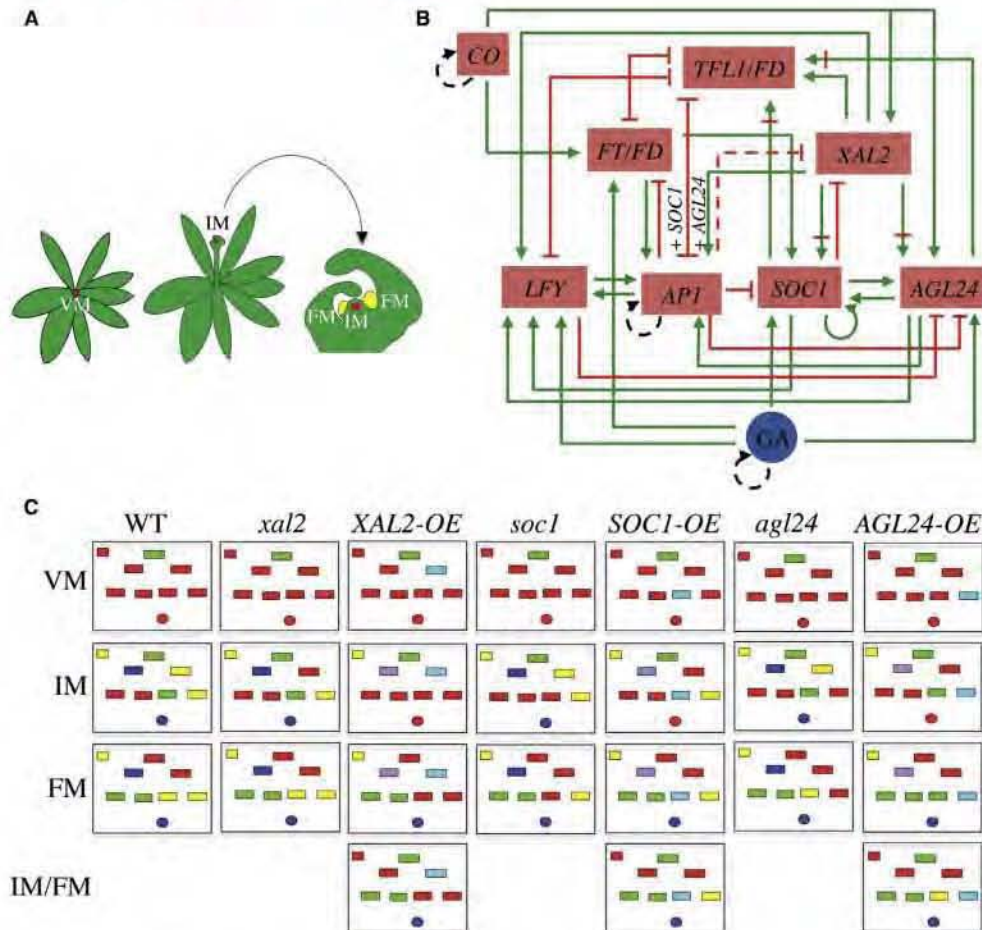 A
B
CO
TFL1/FD
FT/FD
XAL2
IM
VM
FM
IM
FM
+ SOC1
+ AGL24
LFY
AP1
SOC1
AGL24
GA
C
WT
xal2
XAL2-OE
soc1
SOC1-OE
agl24
AGL24-OE
VM
IM
FM
IM/FM